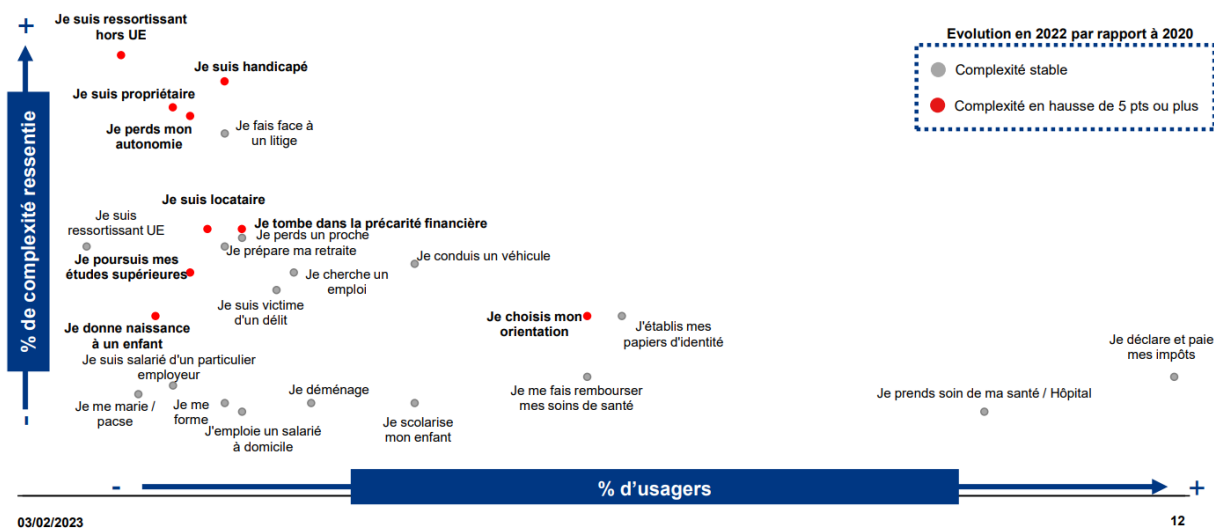 +
Je suis ressortissant
hors UE
Evolution en 2022 par rapport à 2020
Complexité stable
Complexité en hausse de 5 pts ou plus
Je suis handicapé
Je suis propriétaire
Je perds mon
autonomie
Je fais face à
un litige
% de complexité ressentie
Je suis locataire
Je suis
ressortissant UE
Je tombe dans la précarité financière
Je perds un proche
Je prépare ma retraite
Je conduis un véhicule
Je poursuis mes
études supérieures
Je cherche un
emploi
Je suis victime
d'un délit
Je donne naissance
à un enfant
Je choisis mon
orientation
J'établis mes
papiers d'identité
Je déclare et paie
mes impôts
Je suis salarié d'un particulier
employeur
Je déménage
Je me fais rembourser
mes soins de santé
Je prends soin de ma santé / Hôpital
Je me marie /
pacse
Je me
forme
J'emploie un salarié
à domicile
Je scolarise
mon enfant
-
-
% d'usagers
+
03/02/2023
12